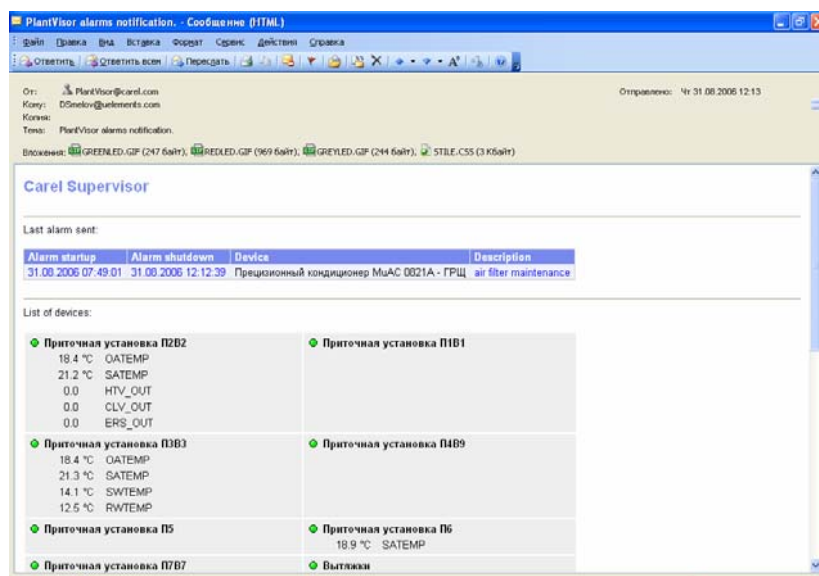 PlantVisor alarms notification. - Сообщение (HTML)
Файл Правка Вид Вставка Формат Сервис Действия Справка
Ответить Ответить всем Переслать
От: PlantVisor@carel.com Отправлено: Чт 31.08.2006 12:13
Кому: DSmelov@uelements.com
Копия:
Тема: PlantVisor alarms notification.
Вложения: GREENLED.GIF (247 байт); REDLED.GIF (969 байт); GREYLED.GIF (244 байт); STILE.CSS (3 Кбайт)
Carel Supervisor
Last alarm sent:
Alarm startup Alarm shutdown Device Description
31.08.2006 07:49:01 31.08.2006 12:12:39 Прецизионный кондиционер МиАС 0821А - ГРЩ air filter maintenance
List of devices:
Приточная установка П2В2 Приточная установка П1В1
18.4 °C OATEMP
21.2 °C SATEMP
0.0 HTV_OUT
0.0 CLV_OUT
0.0 ERS_OUT
Приточная установка П3В3 Приточная установка П4В9
18.4 °C OATEMP
21.3 °C SATEMP
14.1 °C SWTEMP
12.5 °C RWTEMP
Приточная установка П5 Приточная установка П6
18.9 °C SATEMP
Приточная установка П7В7 Вытяжки